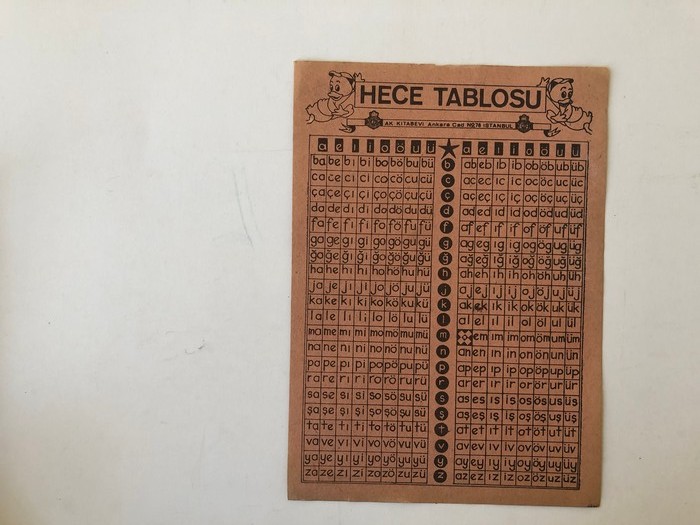 HECE TABLOSU
AK KİTABEVİ Ankara Cad. NO.74 İSTANBUL
a e ı i o ö u ü ★ a e ı i o ö u ü
ba be bı bi bo bö bu bü b ab eb ıb ib ob öb ub üb
ca ce cı ci co cö cu cü c ac ec ıc ic oc öc uc üc
ça çe çı çi ço çö çu çü ç aç eç ıç iç oç öç uç üç
da de dı di do dö du dü d ad ed ıd id od öd ud üd
fa fe fı fi fo fö fu fü f af ef ıf if of öf uf üf
ga ge gı gi go gö gu gü g ag eg ıg ig og ög ug üg
ğa ğe ğı ği ğo ğö ğu ğü ğ ağ eğ ığ iğ oğ öğ uğ üğ
ha he hı hi ho hö hu hü h ah eh ıh ih oh öh uh üh
ja je jı ji jo jö ju jü j aj ej ıj ij oj öj uj üj
ka ke kı ki ko kö ku kü k ak ek ık ik ok ök uk ük
la le lı li lo lö lu lü l al el ıl il ol öl ul ül
ma me mı mi mo mö mu mü m em ım im om öm um üm
na ne nı ni no nö nu nü n an en ın in on ön un ün
pa pe pı pi po pö pu pü p ap ep ıp ip op öp up üp
ra re rı ri ro rö ru rü r ar er ır ir or ör ur ür
sa se sı si so sö su sü s as es ıs is os ös us üs
şa şe şı şi şo şö şu şü ş aş eş ış iş oş öş uş üş
ta te tı ti to tö tu tü t at et ıt it ot öt ut üt
va ve vı vi vo vö vu vü v av ev ıv iv ov öv uv üv
ya ye yı yi yo yö yu yü y ay ey ıy iy oy öy uy üy
za ze zı zi zo zö zu zü z az ez ız iz oz öz uz üz